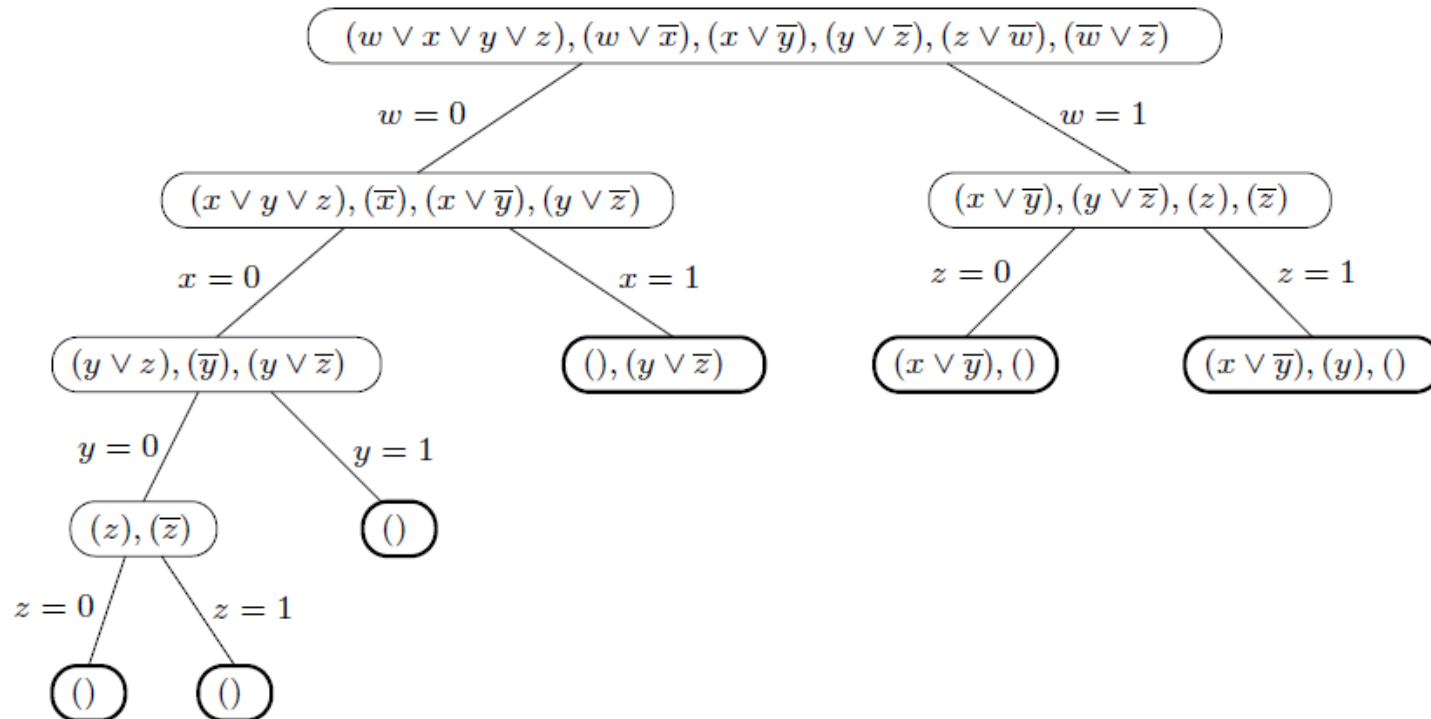 (w ∨ x ∨ y ∨ z), (w ∨ x̅), (x ∨ y̅), (y ∨ z̅), (z ∨ w̅), (w̅ ∨ z̅)
w = 0 w = 1
(x ∨ y ∨ z), (x̅), (x ∨ y̅), (y ∨ z̅) (x ∨ y̅), (y ∨ z̅), (z), (z̅)
x = 0 x = 1 z = 0 z = 1
(y ∨ z), (y̅), (y ∨ z̅) (), (y ∨ z̅) (x ∨ y̅), () (x ∨ y̅), (y), ()
y = 0 y = 1
(z), (z̅) ()
z = 0 z = 1
() ()